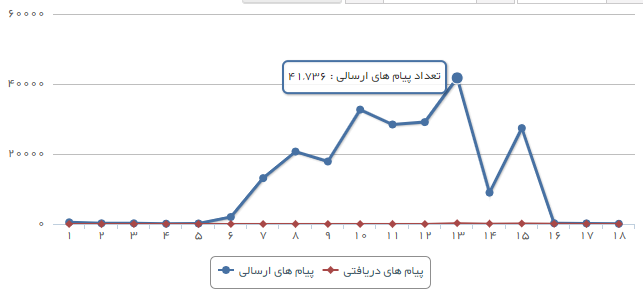 ۶۰۰۰۰
۴۰۰۰۰
۲۰۰۰۰
۰
تعداد پیام های ارسالی : ۴۱,۷۳۶
۱ ۲ ۳ ۴ ۵ ۶ ۷ ۸ ۹ ۱۰ ۱۱ ۱۲ ۱۳ ۱۴ ۱۵ ۱۶ ۱۷ ۱۸
پیام های ارسالی پیام های دریافتی